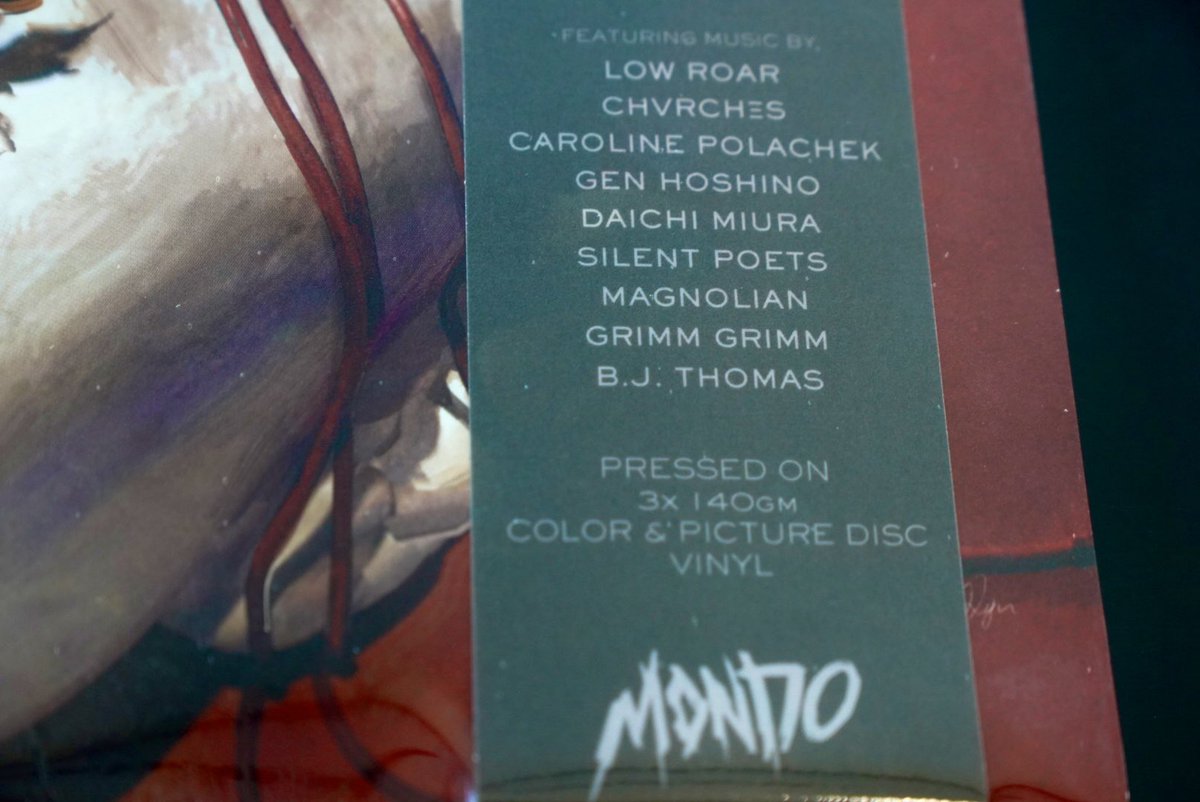 ·FEATURING MUSIC BY,
LOW ROAR
CHVRCHΞS
CAROLINE POLACHEK
GEN HOSHINO
DAICHI MIURA
SILENT POETS
MAGNOLIAN
GRIMM GRIMM
B.J. THOMAS
PRESSED ON
3X 140GM
COLOR & PICTURE DISC
VINYL
MONDO